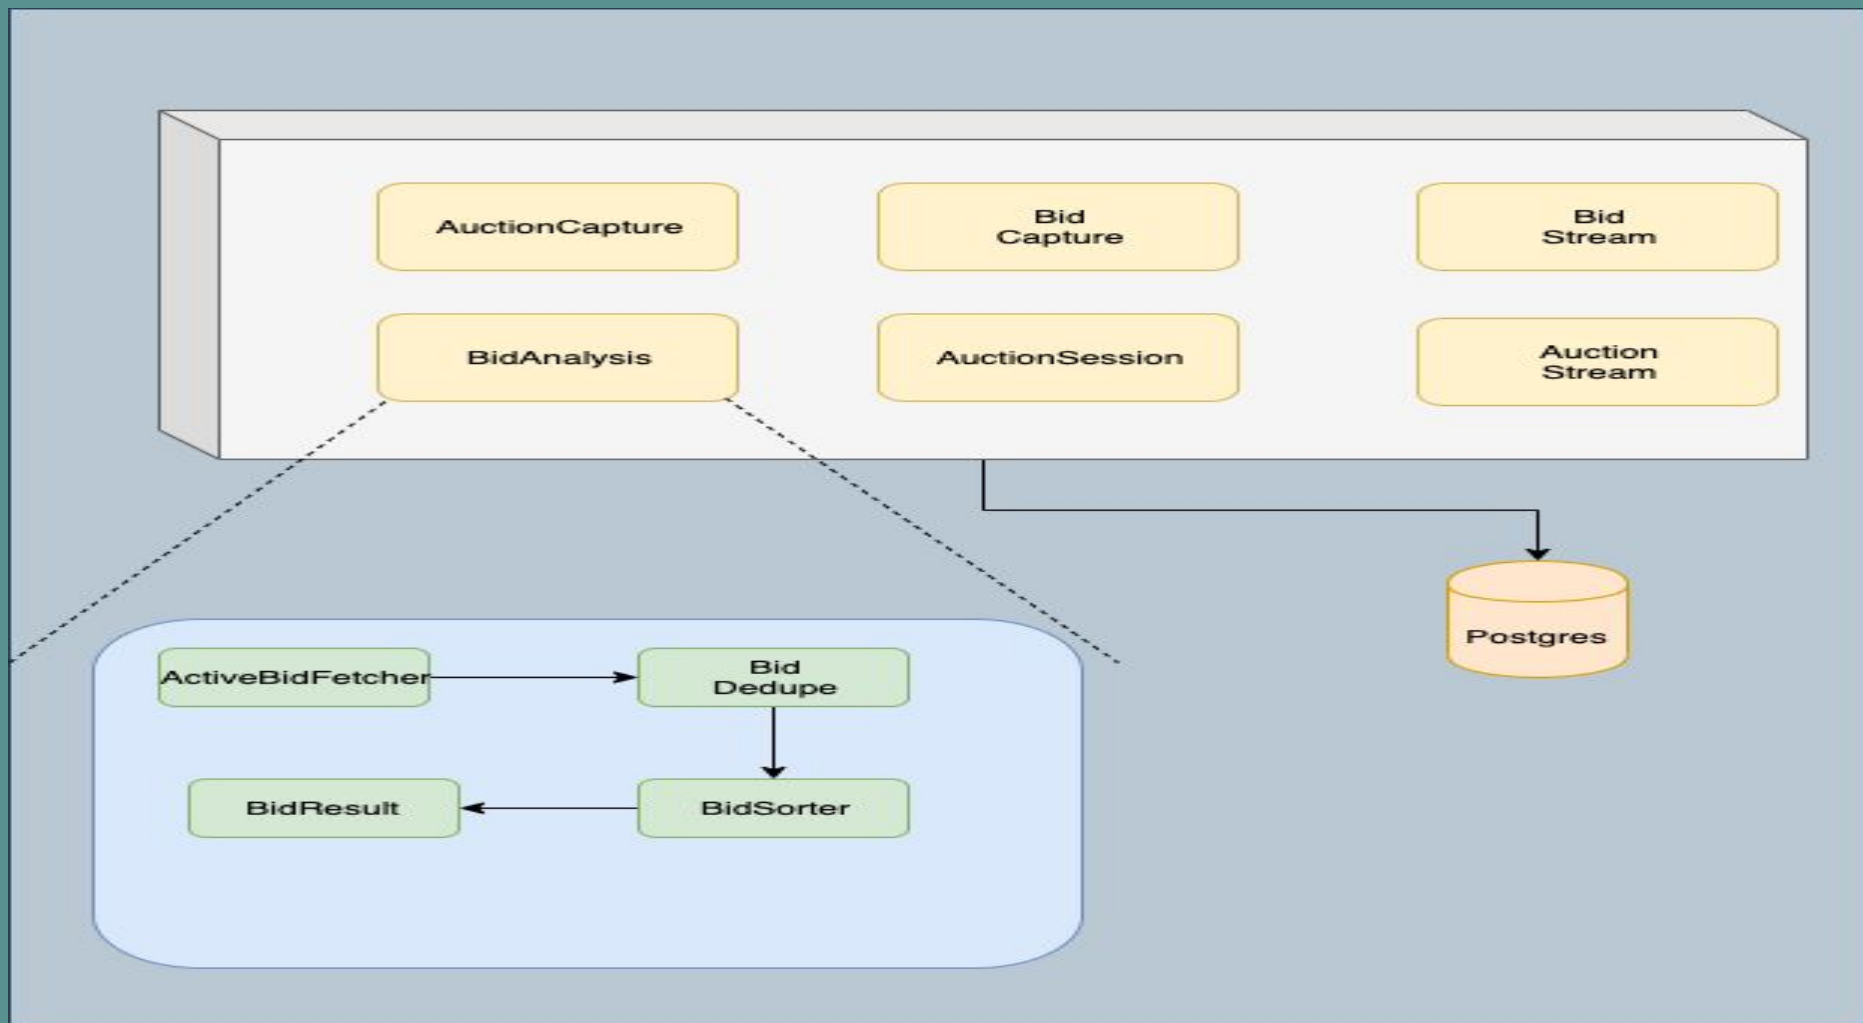 AuctionCapture
Bid
Capture
Bid
Stream
BidAnalysis
AuctionSession
Auction
Stream
Postgres
ActiveBidFetcher
Bid
Dedupe
BidResult
BidSorter